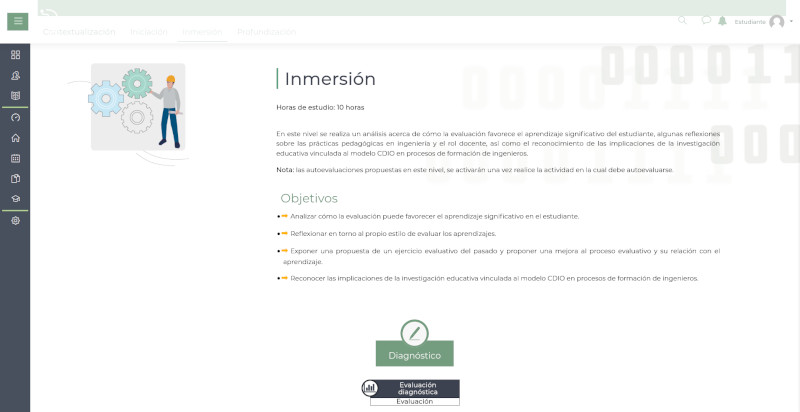 Contextualización Iniciación Inmersión Profundización
Estudiante
Inmersión
Horas de estudio: 10 horas
En este nivel se realiza un análisis acerca de cómo la evaluación favorece el aprendizaje significativo del estudiante, algunas reflexiones
sobre las prácticas pedagógicas en ingeniería y el rol docente, así como el reconocimiento de las implicaciones de la investigación
educativa vinculada al modelo CDIO en procesos de formación de ingenieros.
Nota: las autoevaluaciones propuestas en este nivel, se activarán una vez realice la actividad en la cual debe autoevaluarse.
Objetivos
Analizar cómo la evaluación puede favorecer el aprendizaje significativo en el estudiante.
Reflexionar en torno al propio estilo de evaluar los aprendizajes.
Exponer una propuesta de un ejercicio evaluativo del pasado y proponer una mejora al proceso evaluativo y su relación con el
aprendizaje.
Reconocer las implicaciones de la investigación educativa vinculada al modelo CDIO en procesos de formación de ingenieros.
Diagnóstico
Evaluación
diagnóstica
Evaluación